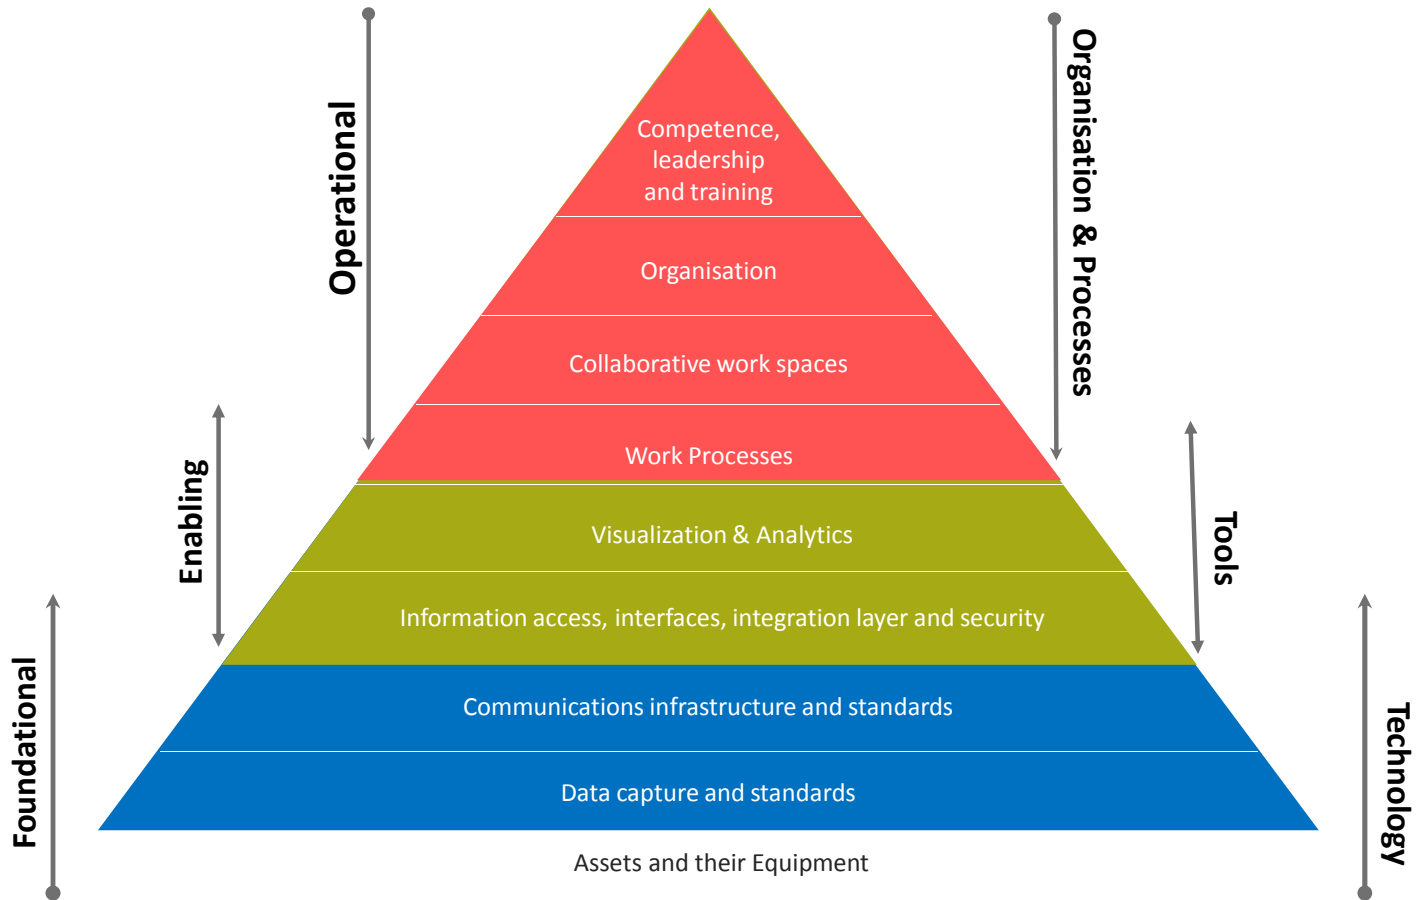 Operational
Organisation & Processes
Competence,
leadership
and training
Organisation
Collaborative work spaces
Work Processes
Enabling
Tools
Visualization & Analytics
Information access, interfaces, integration layer and security
Foundational
Technology
Communications infrastructure and standards
Data capture and standards
Assets and their Equipment